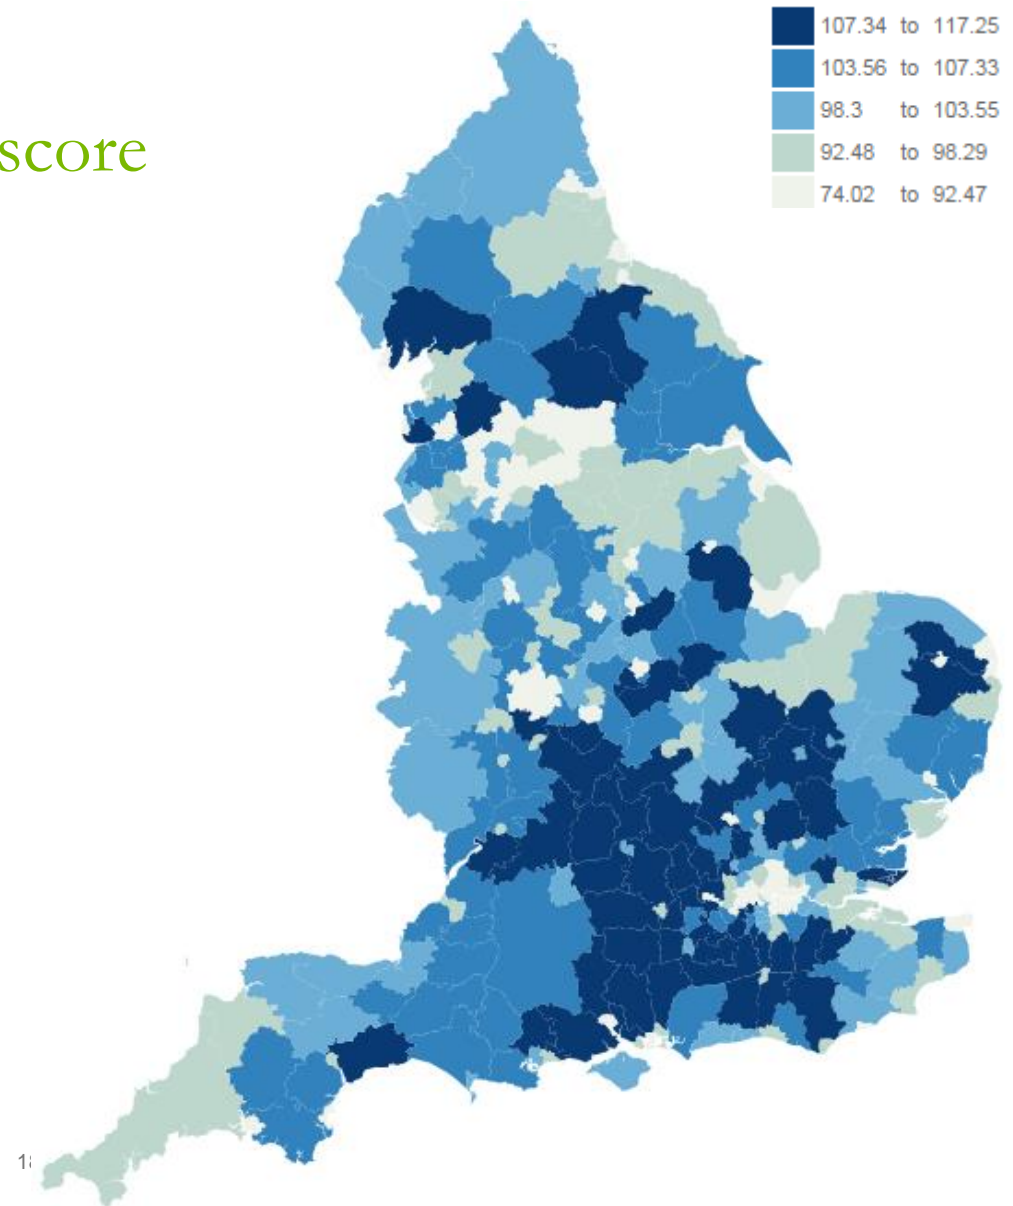 score
107.34 to 117.25
103.56 to 107.33
98.3 to 103.55
92.48 to 98.29
74.02 to 92.47